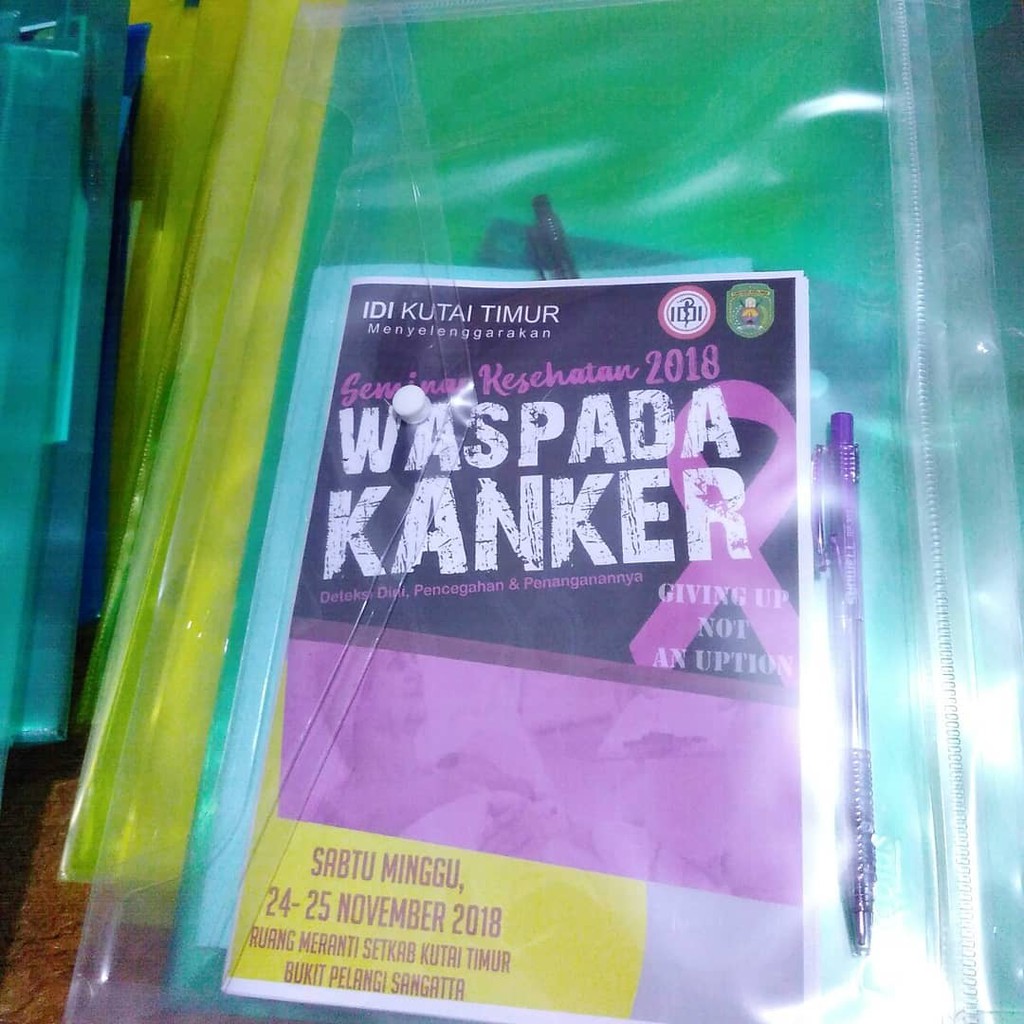 IDI KUTAI TIMUR
Menyelenggarakan
IDI
Seminar Kesehatan 2018
WASPADA
KANKER
Deteksi Dini, Pencegahan & Penanganannya
GIVING UP
NOT
AN UPTION
SABTU MINGGU,
24- 25 NOVEMBER 2018
RUANG MERANTI SETKAB KUTAI TIMUR
BUKIT PELANGI SANGATTA